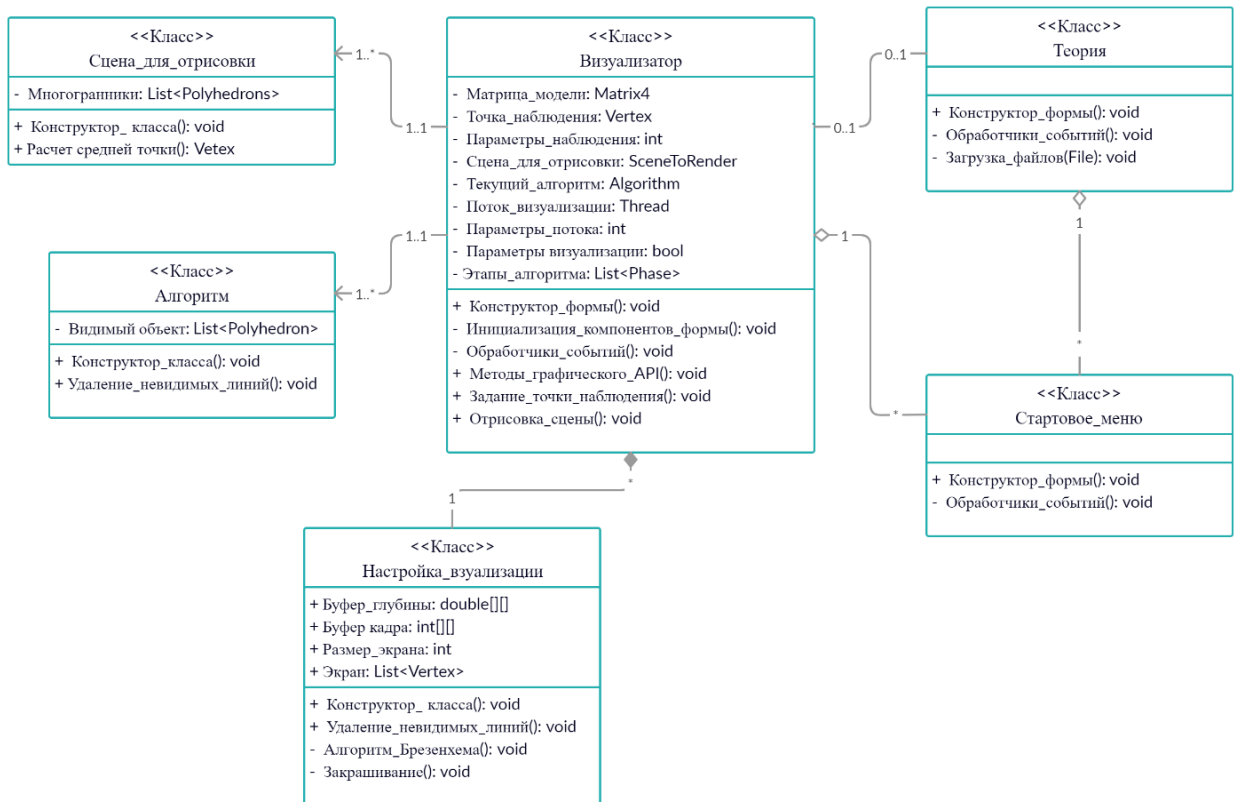 <<Класс>>
Сцена_для_отрисовки
- Многогранники: List<Polyhedrons>
+ Конструктор_ класса(): void
+ Расчет средней точки(): Vetex
<<Класс>>
Визуализатор
- Матрица_модели: Matrix4
- Точка_наблюдения: Vertex
- Параметры_наблюдения: int
- Сцена_для_отрисовки: SceneToRender
- Текущий_алгоритм: Algorithm
- Поток_визуализации: Thread
- Параметры_потока: int
- Параметры визуализации: bool
- Этапы_алгоритма: List<Phase>
+ Конструктор_формы(): void
- Инициализация_компонентов_формы(): void
- Обработчики_событий(): void
+ Методы_графического_API(): void
+ Задание_точки_наблюдения(): void
+ Отрисовка_сцены(): void
<<Класс>>
Теория
+ Конструктор_формы(): void
- Обработчики_событий(): void
- Загрузка_файлов(File): void
1..*
1..1
0..1
0..1
1..1
1..*
1
*
1
*
<<Класс>>
Алгоритм
- Видимый объект: List<Polyhedron>
+ Конструктор_класса(): void
+ Удаление_невидимых_линий(): void
<<Класс>>
Стартовое_меню
+ Конструктор_формы(): void
- Обработчики_событий(): void
*
1
<<Класс>>
Настройка_взуализации
+ Буфер_глубины: double[][]
+ Буфер кадра: int[][]
+ Размер_экрана: int
+ Экран: List<Vertex>
+ Конструктор_ класса(): void
+ Удаление_невидимых_линий(): void
- Алгоритм_Брезенхема(): void
- Закрашивание(): void